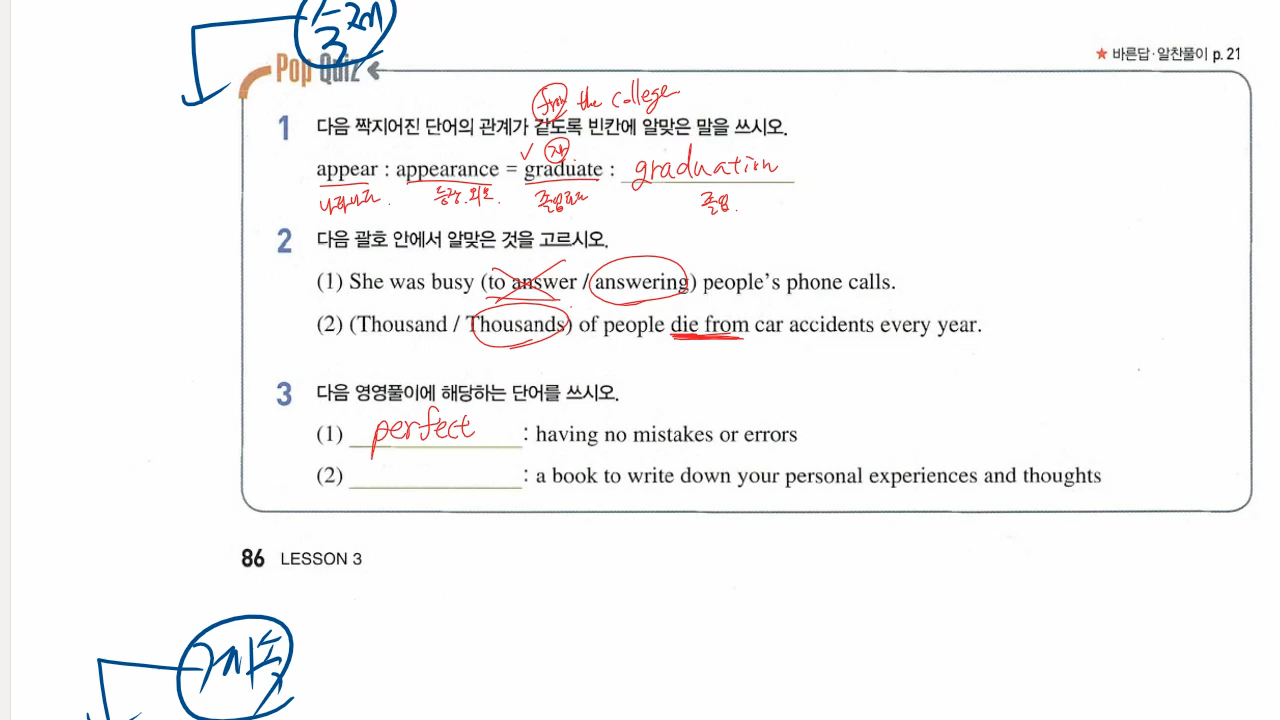 숙제
Pop Quiz
★ 바른답·알찬풀이 p. 21
from the college.
1 다음 짝지어진 단어의 관계가 같도록 빈칸에 알맞은 말을 쓰시오.
appear : appearance = graduate : graduation
나타나다. 등장. 외모. 졸업하다 졸업.
2 다음 괄호 안에서 알맞은 것을 고르시오.
(1) She was busy (to answer / answering) people's phone calls.
(2) (Thousand / Thousands) of people die from car accidents every year.
3 다음 영영풀이에 해당하는 단어를 쓰시오.
(1) perfect : having no mistakes or errors
(2) : a book to write down your personal experiences and thoughts
86 LESSON 3